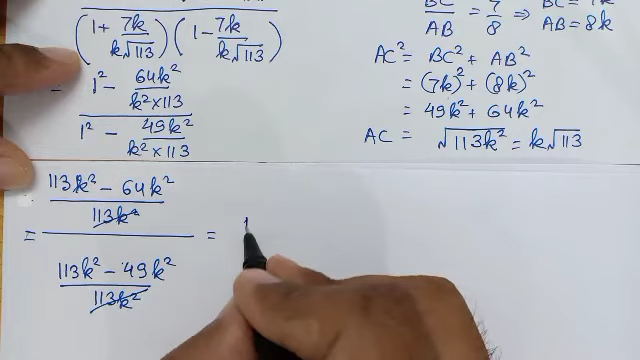 (1 + 7k/k√113) (1 - 7k/k√113)
= 1² - 64k²/k²×113
1² - 49k²/k²×113
BC/AB = 7/8 ⇒
AB = 8k
AC² = BC² + AB²
= (7k)² + (8k)²
= 49k² + 64k²
AC = √113k² = k√113
113k² - 64k²
113k²
= =
113k² - 49k²
113k²